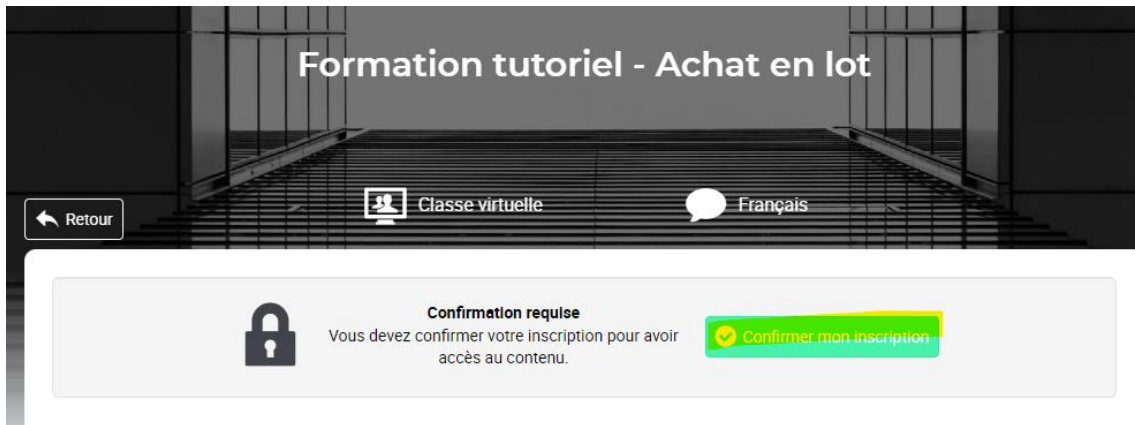 Formation tutoriel - Achat en lot
Classe virtuelle
Français
Retour
Confirmation requise
Vous devez confirmer votre inscription pour avoir
accès au contenu.
Confirmer mon inscription